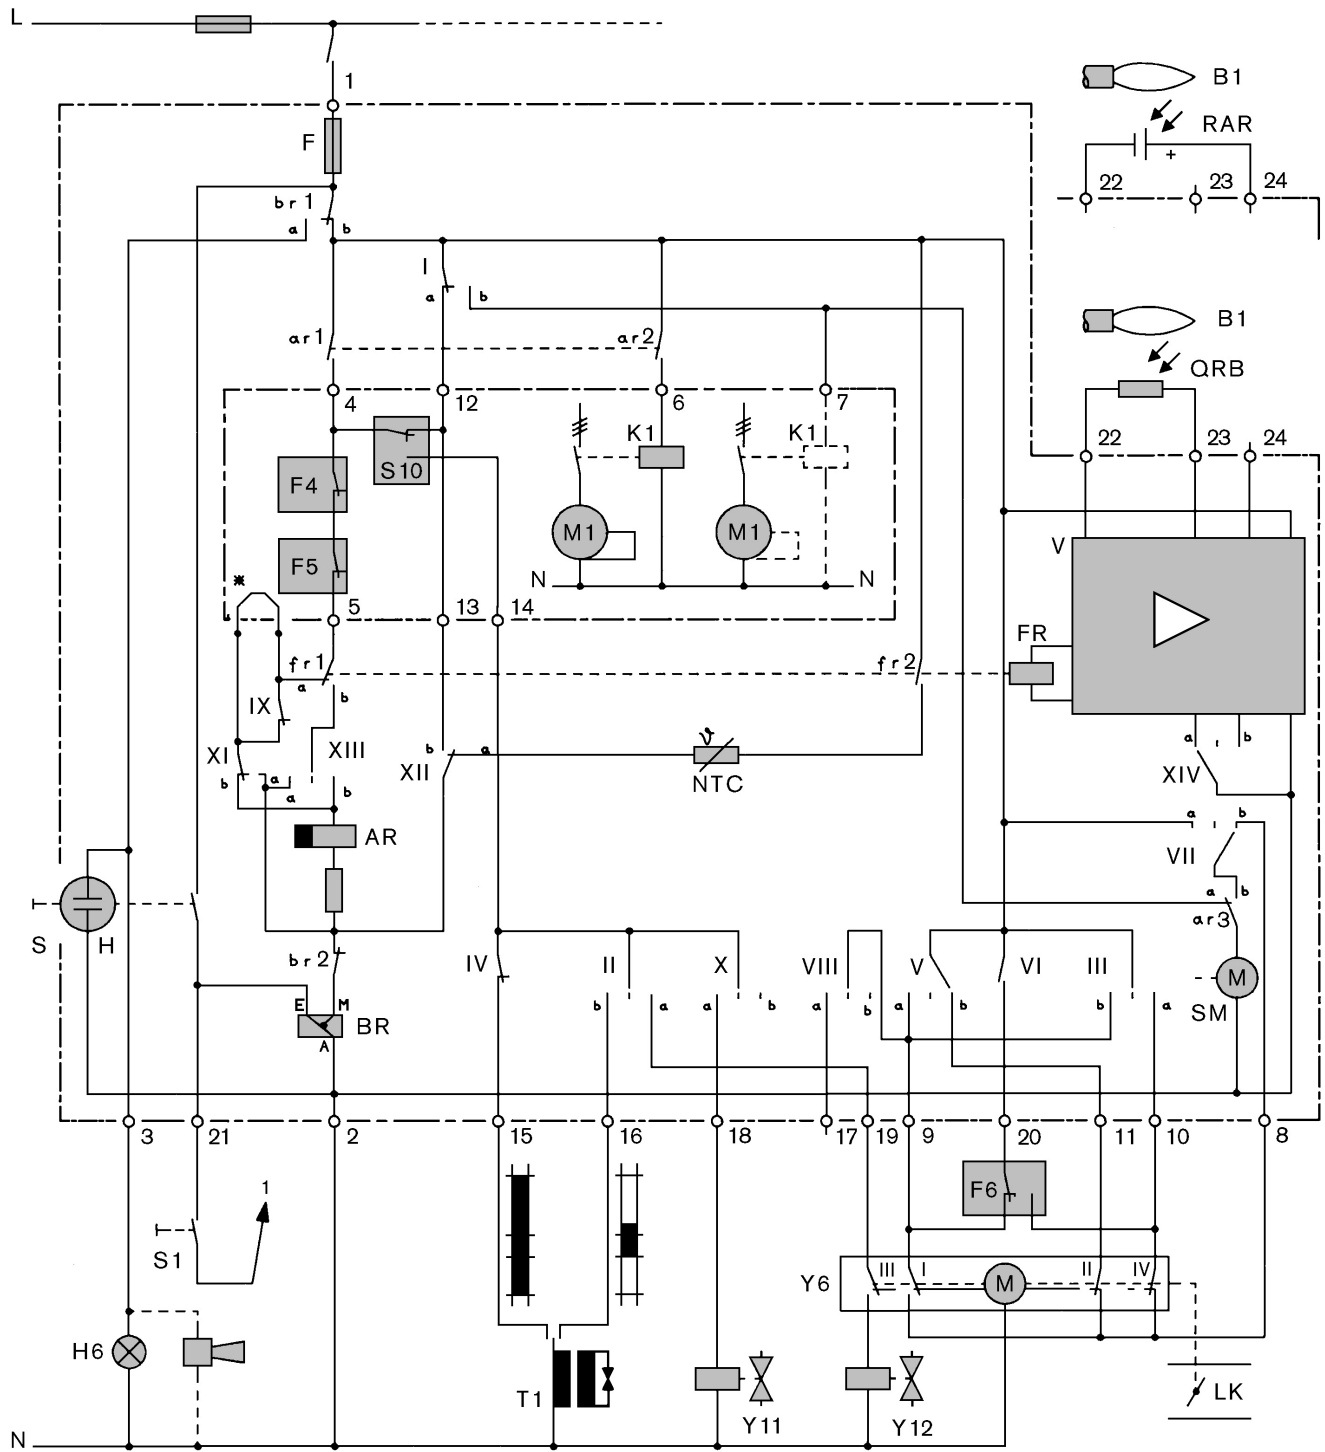 L
1
B1
F
RAR
+
22 23 24
br1
a b
I
a b
B1
ar1 ar2
QRB
4 12 6 7
22 23 24
K1 K1
S10
F4
M1 M1
V
F5
N N
*
5 13 14
FR
fr1 fr2
a
b
IX
a b
ϑ
XI XIII b a
XII
XIV
NTC
b a
a b
a b
AR
VII
a b
S H
ar3
br2
IV II X VIII V VI III
M
E M
b a a b a b a b b a
SM
BR
A
3 21 2 15 16 18 17 19 9 20 11 10 8
1
F6
S1
III I II IV
Y6 M
H6
T1
LK
Y11 Y12
N